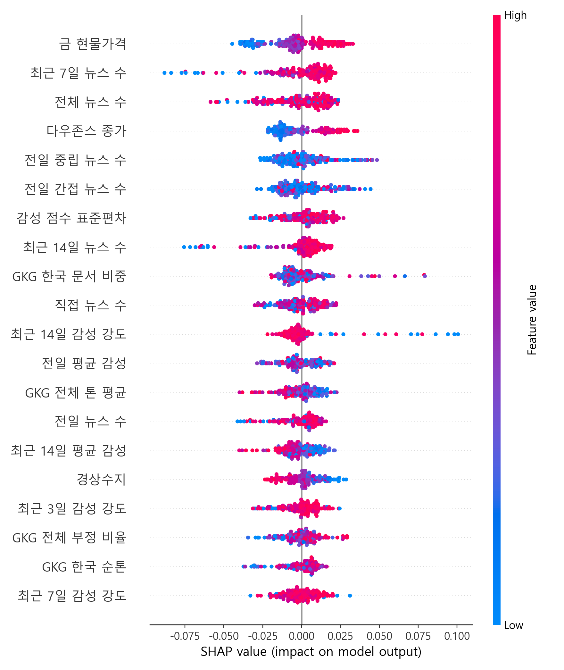 High
금 현물가격
최근 7일 뉴스 수
전체 뉴스 수
다우존스 종가
전일 중립 뉴스 수
전일 간접 뉴스 수
감성 점수 표준편차
최근 14일 뉴스 수
GKG 한국 문서 비중
직접 뉴스 수
최근 14일 감성 강도
전일 평균 감성
GKG 전체 톤 평균
전일 뉴스 수
최근 14일 평균 감성
경상수지
최근 3일 감성 강도
GKG 전체 부정 비율
GKG 한국 순톤
최근 7일 감성 강도
Feature value
Low
-0.075 -0.050 -0.025 0.000 0.025 0.050 0.075 0.100
SHAP value (impact on model output)